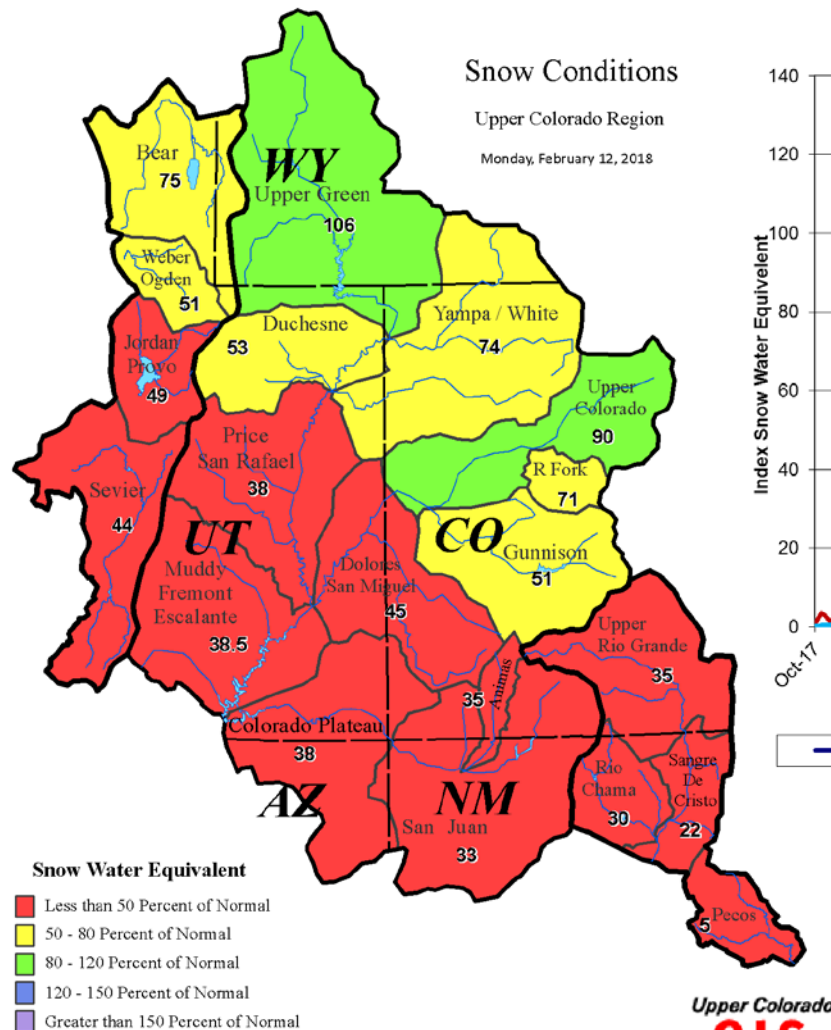 Snow Conditions
Upper Colorado Region
Monday, February 12, 2018
WY
Bear
75
Upper Green
106
Weber
Ogden
51
Jordan
Provo
49
Duchesne
53
Yampa / White
74
Upper
Colorado
90
R Fork
71
Price
San Rafael
38
Sevier
44
UT
CO
Gunnison
51
Muddy
Fremont
Escalante
38.5
Dolores
San Miguel
45
Upper
Rio Grande
35
Animas
35
Colorado Plateau
38
AZ
NM
San Juan
33
Rio
Chama
30
Sangre
De
Cristo
22
Pecos
5
Snow Water Equivalent
Less than 50 Percent of Normal
50 - 80 Percent of Normal
80 - 120 Percent of Normal
120 - 150 Percent of Normal
Greater than 150 Percent of Normal
Index Snow Water Equivelent
140
120
100
80
60
40
20
0
Oct-17
Upper Colorado